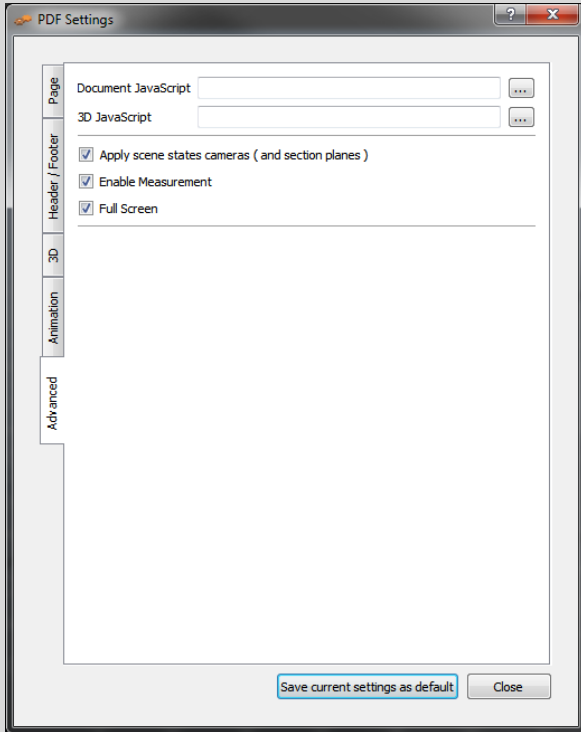 PDF Settings
?
Page
Header / Footer
3D
Animation
Advanced
Document JavaScript
...
3D JavaScript
...
Apply scene states cameras ( and section planes )
Enable Measurement
Full Screen
Save current settings as default
Close